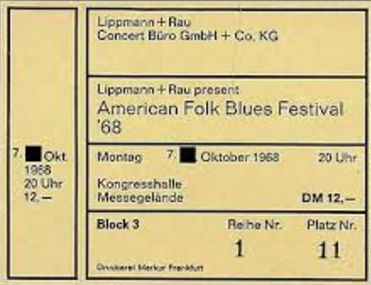 Lippmann + Rau
Concert Büro GmbH + Co, KG
Lippmann + Rau present
American Folk Blues Festival
'68
7. Okt.
1968
20 Uhr
12,—
Montag 7. Oktober 1968 20 Uhr
Kongresshalle
Messegelände DM 12,—
Block 3 Reihe Nr. Platz Nr.
1 11
Druckerei Merkur Frankfurt